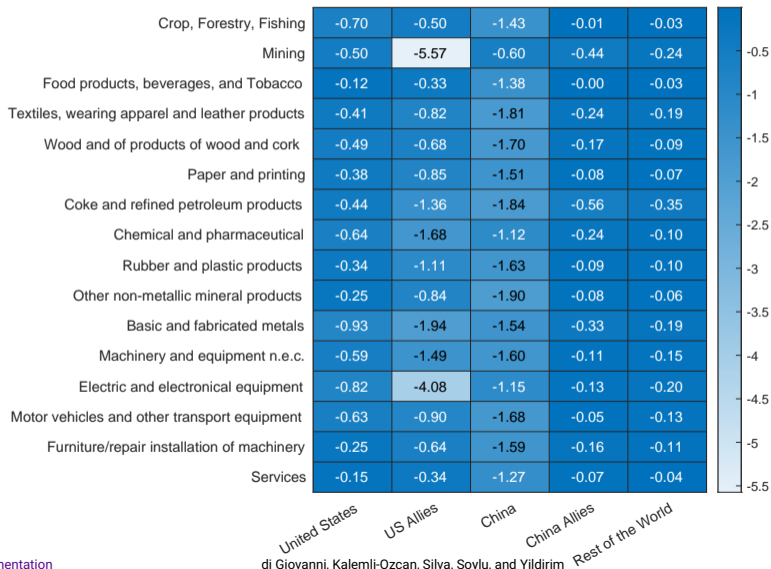 Crop, Forestry, Fishing -0.70 -0.50 -1.43 -0.01 -0.03
Mining -0.50 -5.57 -0.60 -0.44 -0.24
Food products, beverages, and Tobacco -0.12 -0.33 -1.38 -0.00 -0.03
Textiles, wearing apparel and leather products -0.41 -0.82 -1.81 -0.24 -0.19
Wood and of products of wood and cork -0.49 -0.68 -1.70 -0.17 -0.09
Paper and printing -0.38 -0.85 -1.51 -0.08 -0.07
Coke and refined petroleum products -0.44 -1.36 -1.84 -0.56 -0.35
Chemical and pharmaceutical -0.64 -1.68 -1.12 -0.24 -0.10
Rubber and plastic products -0.34 -1.11 -1.63 -0.09 -0.10
Other non-metallic mineral products -0.25 -0.84 -1.90 -0.08 -0.06
Basic and fabricated metals -0.93 -1.94 -1.54 -0.33 -0.19
Machinery and equipment n.e.c. -0.59 -1.49 -1.60 -0.11 -0.15
Electric and electronical equipment -0.82 -4.08 -1.15 -0.13 -0.20
Motor vehicles and other transport equipment -0.63 -0.90 -1.68 -0.05 -0.13
Furniture/repair installation of machinery -0.25 -0.64 -1.59 -0.16 -0.11
Services -0.15 -0.34 -1.27 -0.07 -0.04
United States US Allies China China Allies Rest of the World
-0.5
-1
-1.5
-2
-2.5
-3
-3.5
-4
-4.5
-5
-5.5
nentation
di Giovanni, Kalemli-Ozcan, Silva, Soylu, and Yildirim